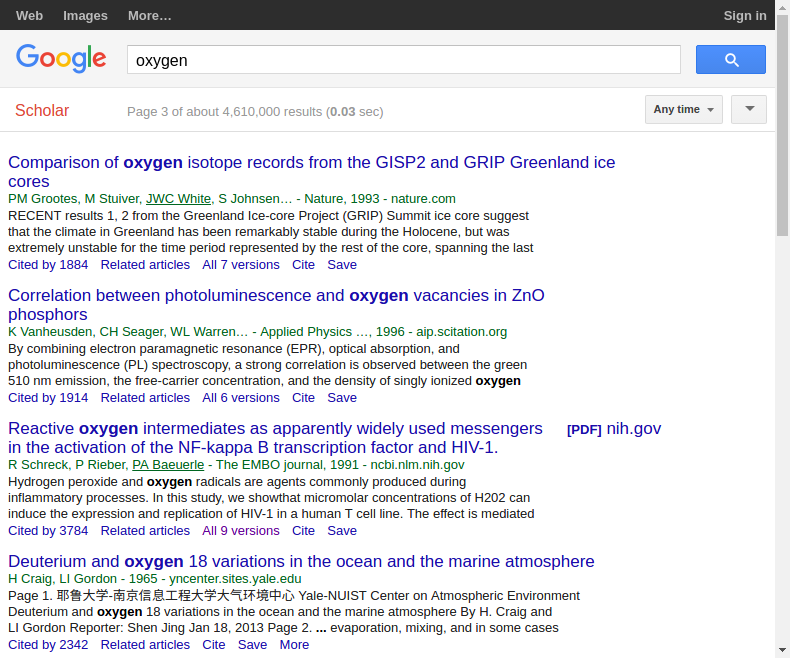 Web Images More… Sign in
Google oxygen
Scholar Page 3 of about 4,610,000 results (0.03 sec) Any time
Comparison of oxygen isotope records from the GISP2 and GRIP Greenland ice
cores
PM Grootes, M Stuiver, JWC White, S Johnsen… - Nature, 1993 - nature.com
RECENT results 1, 2 from the Greenland Ice-core Project (GRIP) Summit ice core suggest
that the climate in Greenland has been remarkably stable during the Holocene, but was
extremely unstable for the time period represented by the rest of the core, spanning the last
Cited by 1884 Related articles All 7 versions Cite Save
Correlation between photoluminescence and oxygen vacancies in ZnO
phosphors
K Vanheusden, CH Seager, WL Warren… - Applied Physics …, 1996 - aip.scitation.org
By combining electron paramagnetic resonance (EPR), optical absorption, and
photoluminescence (PL) spectroscopy, a strong correlation is observed between the green
510 nm emission, the free-carrier concentration, and the density of singly ionized oxygen
Cited by 1914 Related articles All 6 versions Cite Save
Reactive oxygen intermediates as apparently widely used messengers [PDF] nih.gov
in the activation of the NF-kappa B transcription factor and HIV-1.
R Schreck, P Rieber, PA Baeuerle - The EMBO journal, 1991 - ncbi.nlm.nih.gov
Hydrogen peroxide and oxygen radicals are agents commonly produced during
inflammatory processes. In this study, we showthat micromolar concentrations of H202 can
induce the expression and replication of HIV-1 in a human T cell line. The effect is mediated
Cited by 3784 Related articles All 9 versions Cite Save
Deuterium and oxygen 18 variations in the ocean and the marine atmosphere
H Craig, LI Gordon - 1965 - yncenter.sites.yale.edu
Page 1. 耶鲁大学-南京信息工程大学大气环境中心 Yale-NUIST Center on Atmospheric Environment
Deuterium and oxygen 18 variations in the ocean and the marine atmosphere By H. Craig and
LI Gordon Reporter: Shen Jing Jan 18, 2013 Page 2. ... evaporation, mixing, and in some cases
Cited by 2342 Related articles Cite Save More